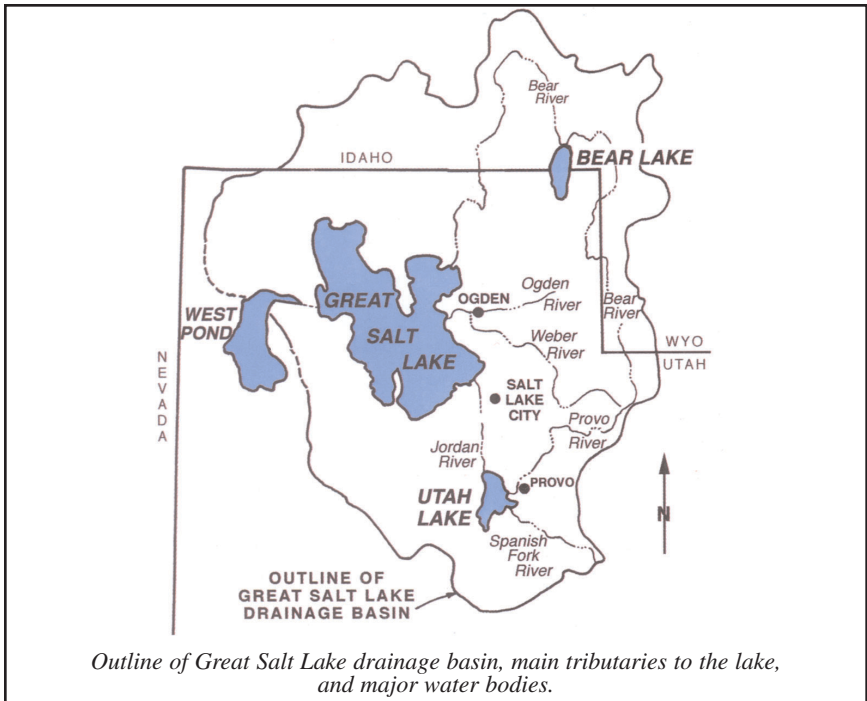 Bear
River
IDAHO
BEAR LAKE
GREAT
SALT
LAKE
WEST
POND
OGDEN
Ogden
River
Bear
River
Weber
River
WYO
UTAH
NEVADA
SALT
LAKE
CITY
Provo
River
Jordan
River
UTAH
LAKE
PROVO
N
Spanish
Fork
River
OUTLINE OF
GREAT SALT LAKE
DRAINAGE BASIN
Outline of Great Salt Lake drainage basin, main tributaries to the lake,
and major water bodies.